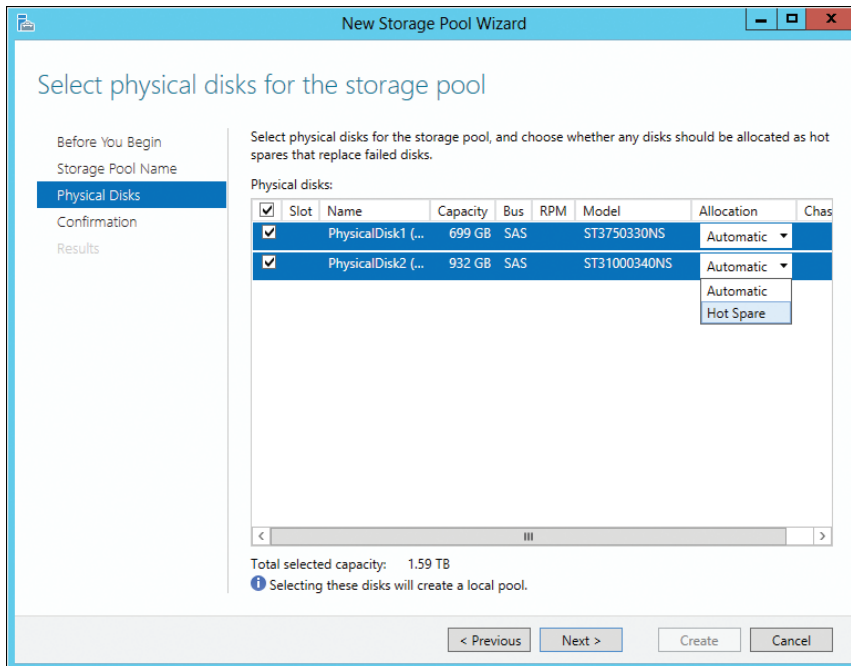 New Storage Pool Wizard
Select physical disks for the storage pool
Before You Begin
Storage Pool Name
Physical Disks
Confirmation
Results
Select physical disks for the storage pool, and choose whether any disks should be allocated as hot
spares that replace failed disks.
Physical disks:
Slot Name Capacity Bus RPM Model Allocation Chas
PhysicalDisk1 (... 699 GB SAS ST3750330NS Automatic
PhysicalDisk2 (... 932 GB SAS ST31000340NS Automatic
Automatic
Hot Spare
Total selected capacity: 1.59 TB
Selecting these disks will create a local pool.
< Previous Next > Create Cancel